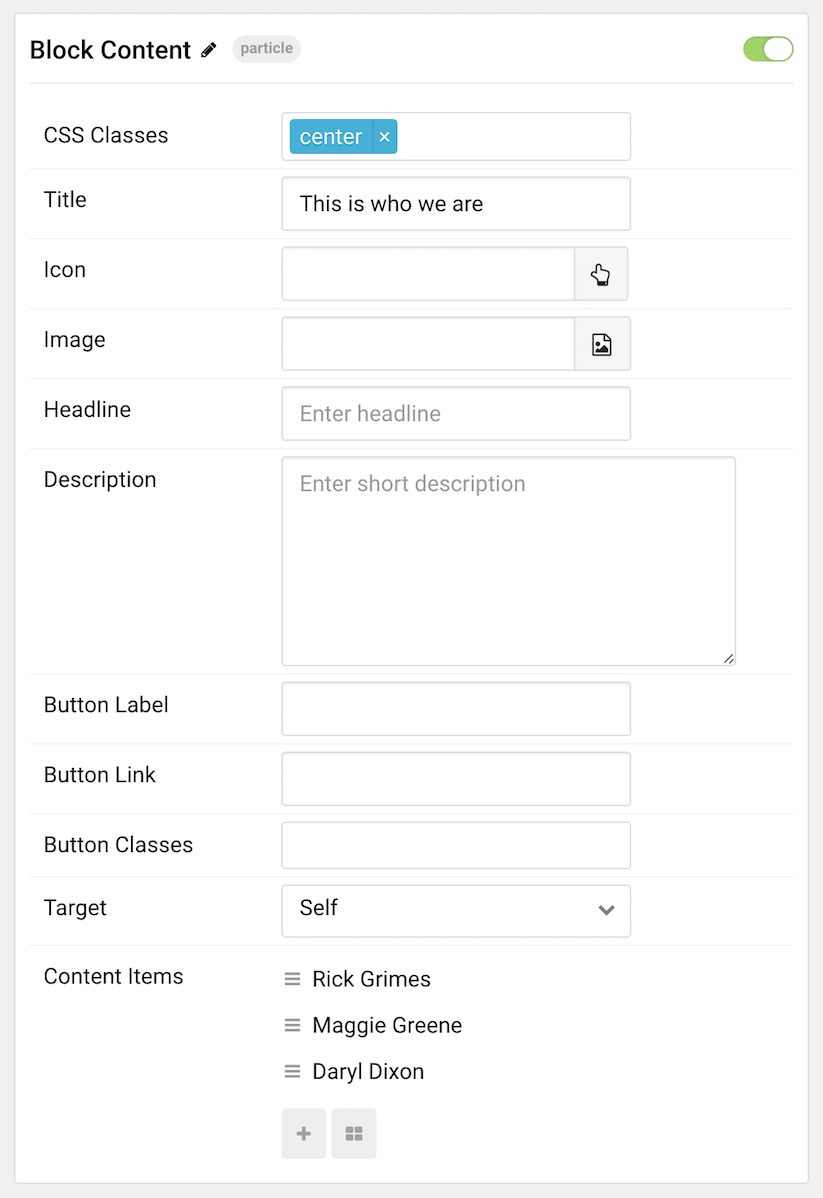 Block Content particle
CSS Classes center ×
Title This is who we are
Icon
Image
Headline Enter headline
Description Enter short description
Button Label
Button Link
Button Classes
Target Self
Content Items Rick Grimes
Maggie Greene
Daryl Dixon